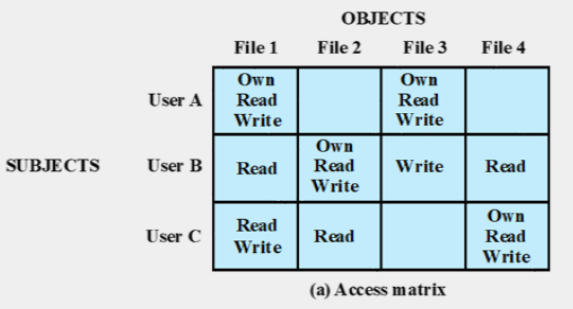 OBJECTS
File 1 File 2 File 3 File 4
User A
Own
Read
Write
Own
Read
Write
SUBJECTS
User B
Read
Own
Read
Write
Write
Read
User C
Read
Write
Read
Own
Read
Write
(a) Access matrix